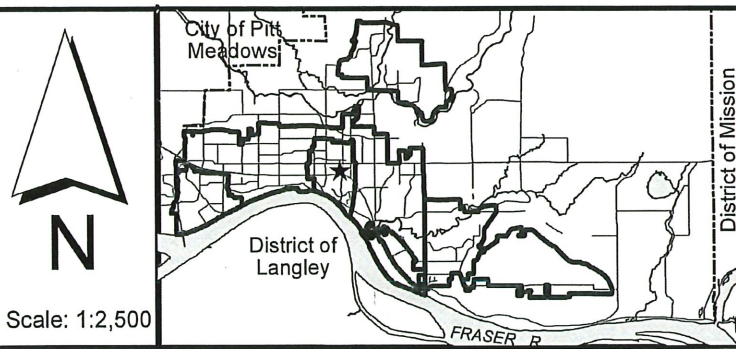 N
Scale: 1:2,500
City of Pitt
Meadows
District of
Langley
FRASER R.
District of Mission